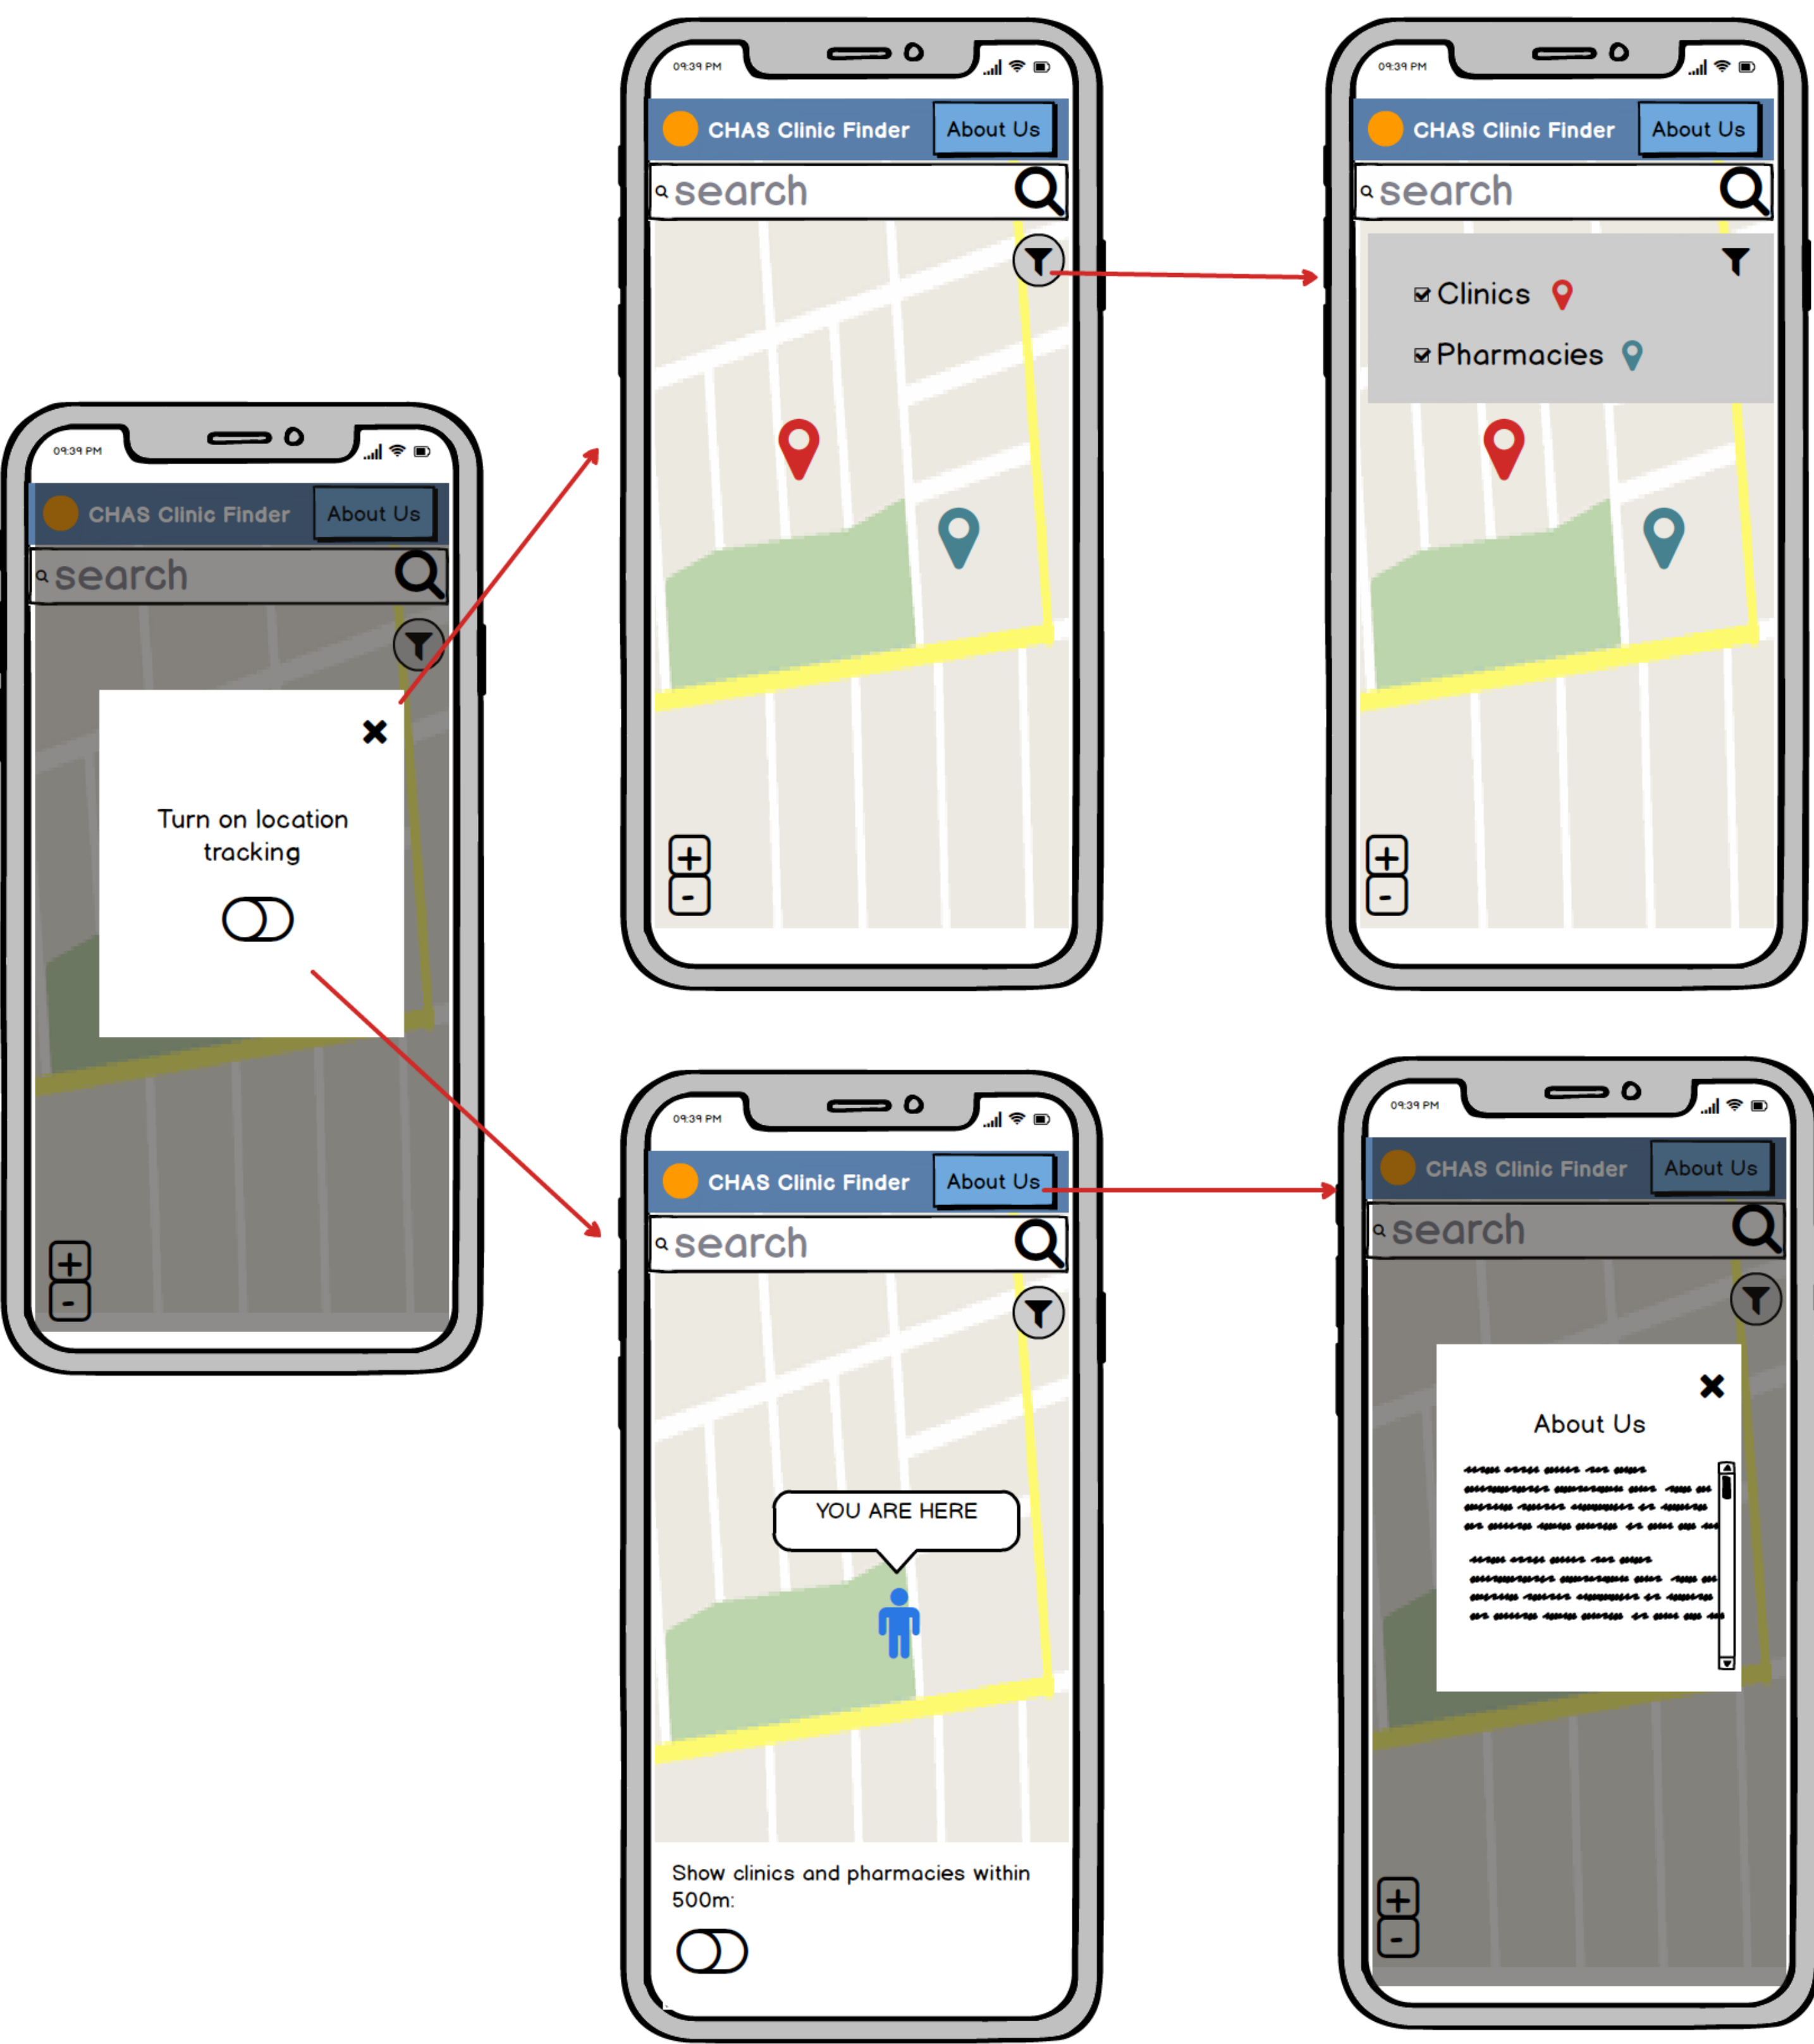 09:39 PM
CHAS Clinic Finder
About Us
search
Turn on location
tracking
+
-
09:39 PM
CHAS Clinic Finder
About Us
search
+
-
09:39 PM
CHAS Clinic Finder
About Us
search
Clinics
Pharmacies
+
-
09:39 PM
CHAS Clinic Finder
About Us
search
YOU ARE HERE
Show clinics and pharmacies within
500m:
09:39 PM
CHAS Clinic Finder
About Us
search
About Us
+
-